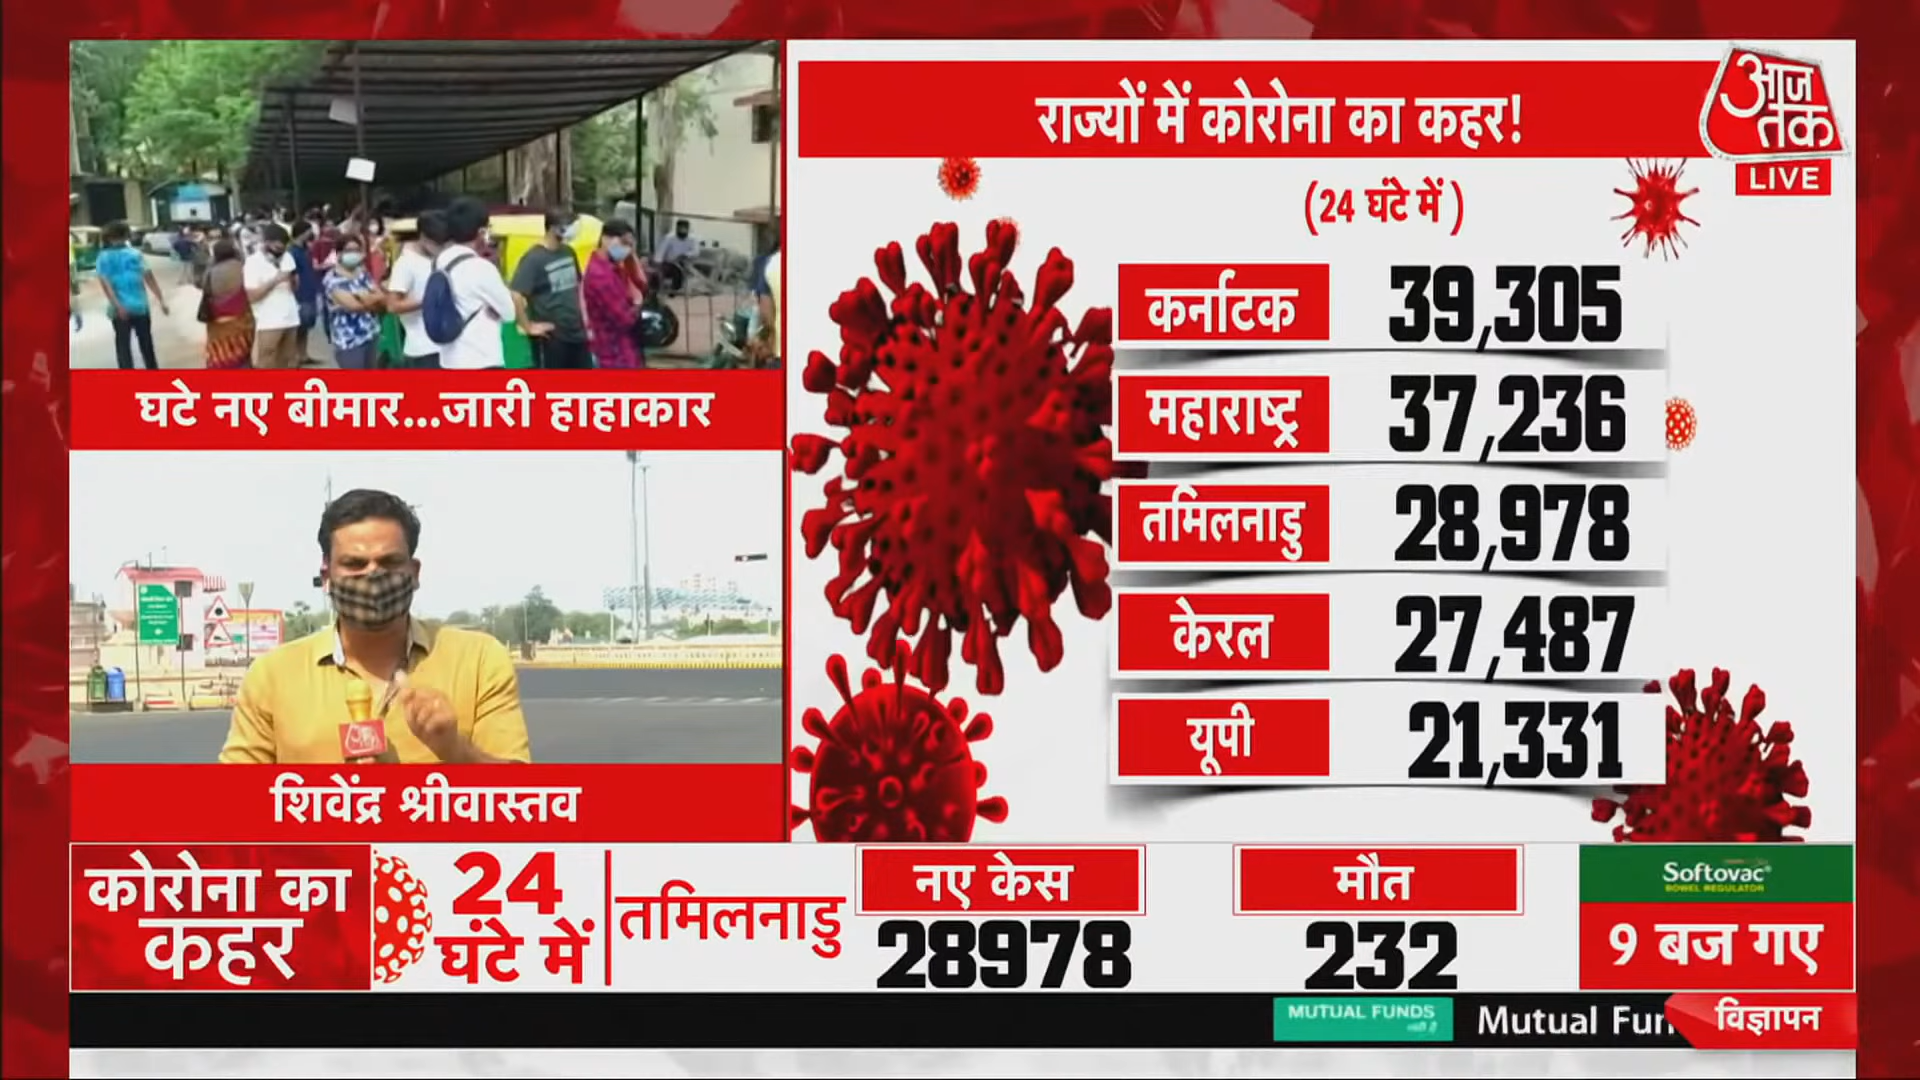 राज्यों में कोरोना का कहर!
आज
तक
LIVE
(24 घंटे में)
कर्नाटक 39,305
महाराष्ट्र 37,236
तमिलनाडु 28,978
केरल 27,487
यूपी 21,331
घटे नए बीमार...जारी हाहाकार
शिवेंद्र श्रीवास्तव
कोरोना का
कहर
24
घंटे में
तमिलनाडु
नए केस
28978
मौत
232
Softovac
BOWEL REGULATOR
9 बज गए
MUTUAL FUNDS
Mutual Fun
विज्ञापन